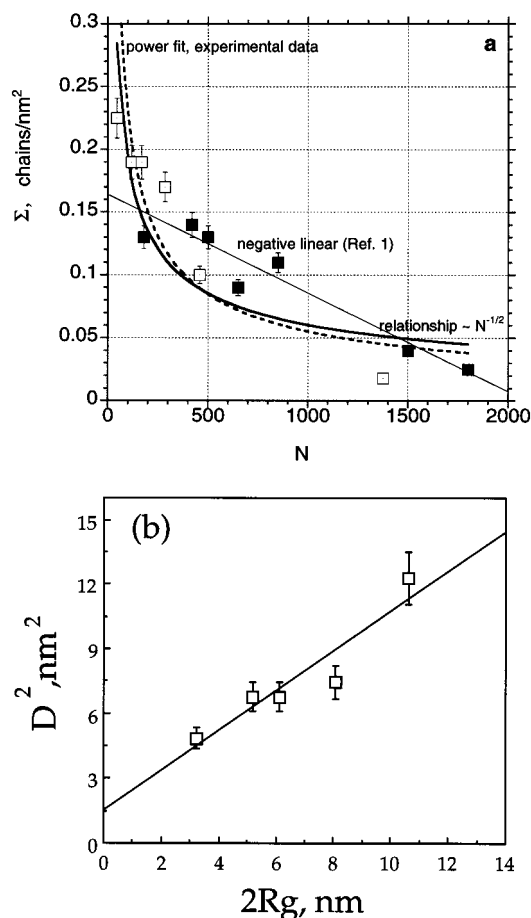 0.3
power fit, experimental data
a
0.25
0.2
Σ, chains/nm²
0.15
negative linear (Ref. 1)
0.1
0.05
relationship ~ N^-1/2
0
0 500 1000 1500 2000
N
(b)
15
12
9
D²,nm²
6
3
0
0 2 4 6 8 10 12 14
2Rg, nm